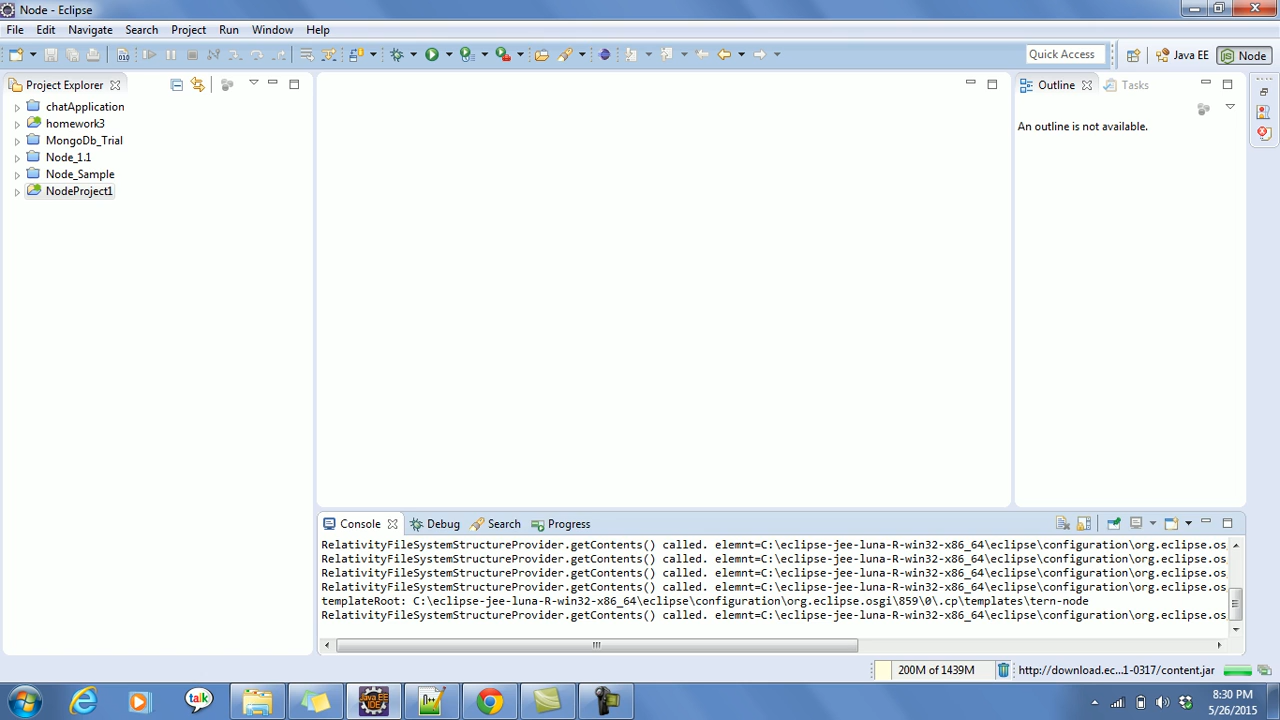 Node - Eclipse
File Edit Navigate Search Project Run Window Help
010
Quick Access
Java EE
JS Node
Project Explorer
chatApplication
homework3
MongoDb_Trial
Node_1.1
Node_Sample
NodeProject1
Outline Tasks
An outline is not available.
Console Debug Search Progress
RelativityFileSystemStructureProvider.getContents() called. elemnt=C:\eclipse-jee-luna-R-win32-x86_64\eclipse\configuration\org.eclipse.os
RelativityFileSystemStructureProvider.getContents() called. elemnt=C:\eclipse-jee-luna-R-win32-x86_64\eclipse\configuration\org.eclipse.os
RelativityFileSystemStructureProvider.getContents() called. elemnt=C:\eclipse-jee-luna-R-win32-x86_64\eclipse\configuration\org.eclipse.os
RelativityFileSystemStructureProvider.getContents() called. elemnt=C:\eclipse-jee-luna-R-win32-x86_64\eclipse\configuration\org.eclipse.os
templateRoot: C:\eclipse-jee-luna-R-win32-x86_64\eclipse\configuration\org.eclipse.osgi\859\0\.cp\templates\tern-node
RelativityFileSystemStructureProvider.getContents() called. elemnt=C:\eclipse-jee-luna-R-win32-x86_64\eclipse\configuration\org.eclipse.os
200M of 1439M
http://download.ec...1-0317/content.jar
talk
Java EE
IDE
8:30 PM
5/26/2015